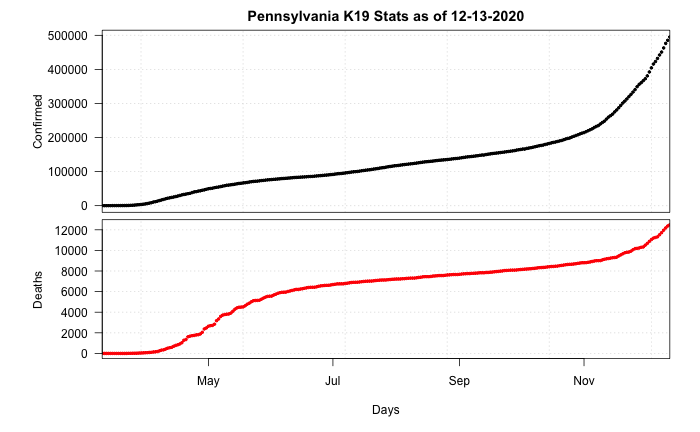 Pennsylvania K19 Stats as of 12-13-2020
500000
400000
300000
200000
100000
0
Confirmed
12000
10000
8000
6000
4000
2000
0
Deaths
May Jul Sep Nov
Days